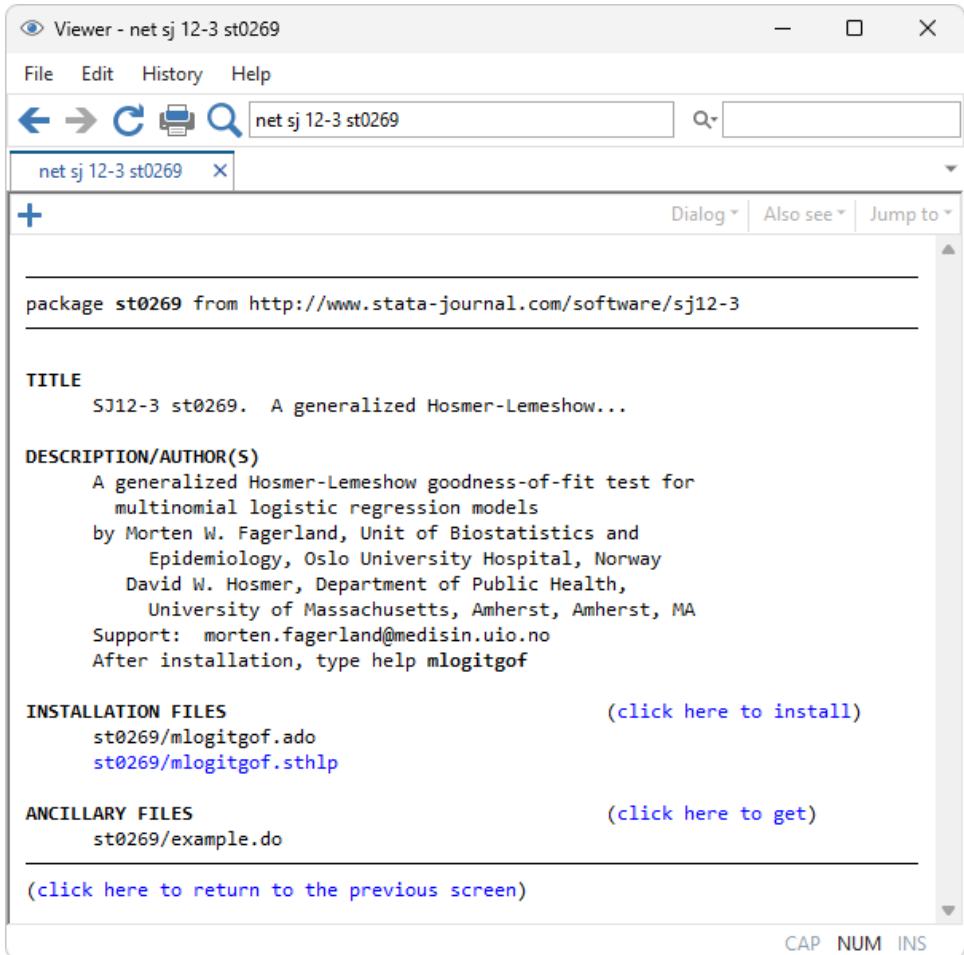 Viewer - net sj 12-3 st0269
File Edit History Help
net sj 12-3 st0269
net sj 12-3 st0269
Dialog Also see Jump to
package st0269 from http://www.stata-journal.com/software/sj12-3
TITLE
SJ12-3 st0269. A generalized Hosmer-Lemeshow...
DESCRIPTION/AUTHOR(S)
A generalized Hosmer-Lemeshow goodness-of-fit test for
multinomial logistic regression models
by Morten W. Fagerland, Unit of Biostatistics and
Epidemiology, Oslo University Hospital, Norway
David W. Hosmer, Department of Public Health,
University of Massachusetts, Amherst, Amherst, MA
Support: morten.fagerland@medisin.uio.no
After installation, type help mlogitgof
INSTALLATION FILES (click here to install)
st0269/mlogitgof.ado
st0269/mlogitgof.sthlp
ANCILLARY FILES (click here to get)
st0269/example.do
(click here to return to the previous screen)
CAP NUM INS